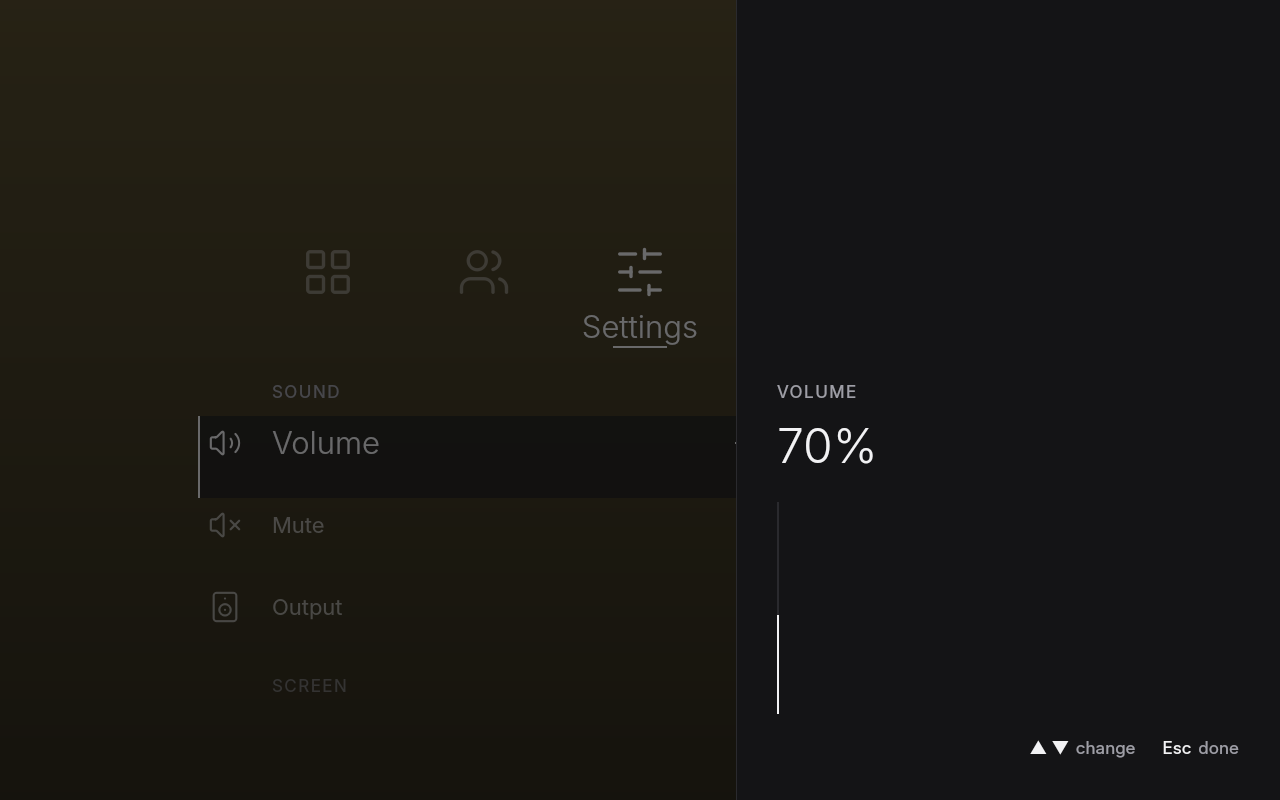 Settings
SOUND
Volume
Mute
Output
SCREEN
VOLUME
70%
▲▼ change Esc done